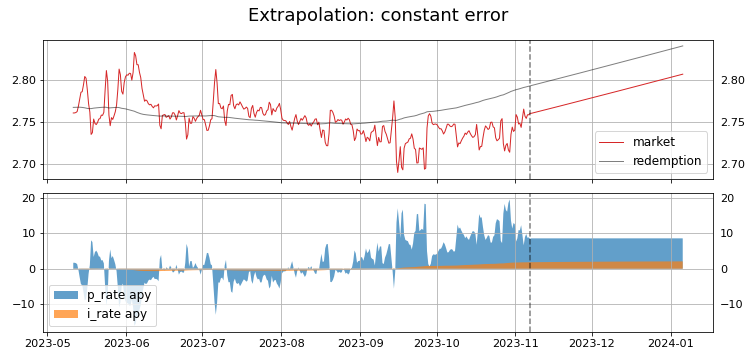 Extrapolation: constant error
2.80 2.80
2.75 2.75
2.70 2.70
market
redemption
20 20
10 10
0 0
−10 −10
p_rate apy
i_rate apy
2023-05 2023-06 2023-07 2023-08 2023-09 2023-10 2023-11 2023-12 2024-01